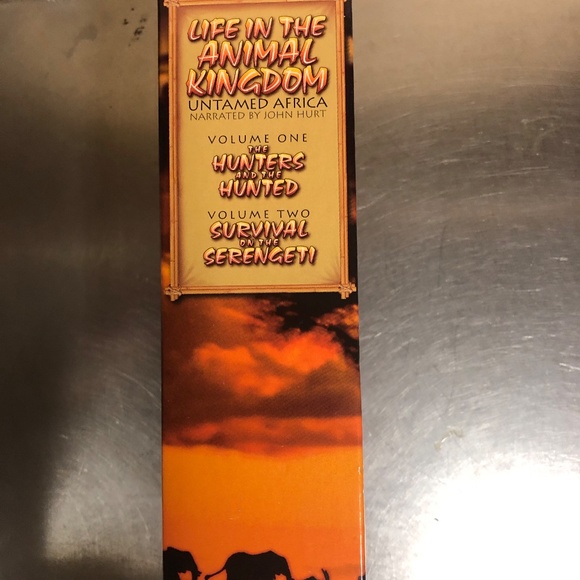 LIFE IN THE
ANIMAL
KINGDOM
UNTAMED AFRICA
NARRATED BY JOHN HURT
VOLUME ONE
THE
HUNTERS
AND THE
HUNTED
VOLUME TWO
SURVIVAL
ON THE
SERENGETI